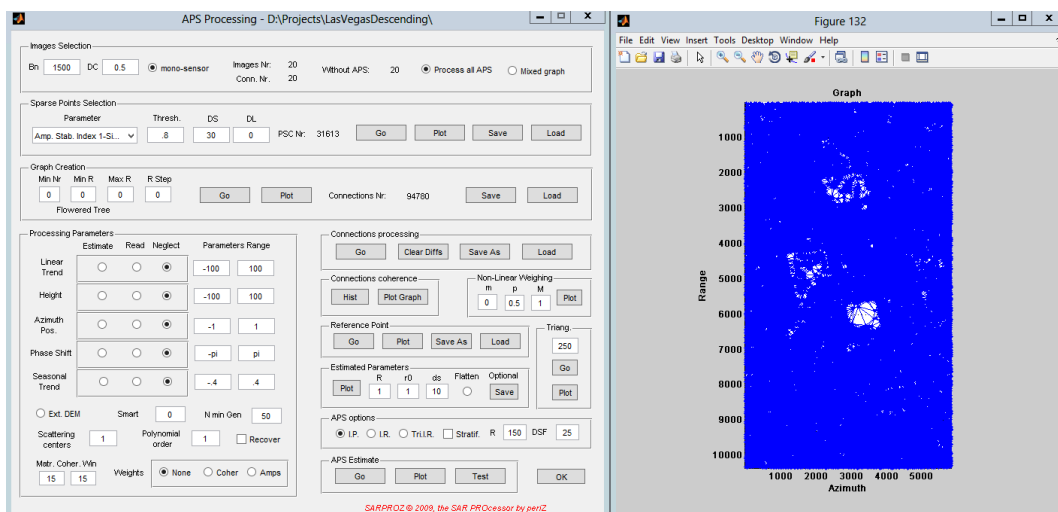 APS Processing - D:\Projects\LasVegasDescending\
Images Selection
Bn 1500 DC 0.5 mono-sensor Images Nr: 20 Without APS: 20 Process all APS Mixed graph
Conn. Nr. 20
Sparse Points Selection
Parameter Thresh. DS DL
Amp. Stab. Index 1-Si... .8 30 0 PSC Nr: 31613 Go Plot Save Load
Graph Creation
Min Nr Min R Max R R Step
0 0 0 0 Go Plot Connections Nr: 94780 Save Load
Flowered Tree
Processing Parameters
Estimate Read Neglect Parameters Range
Linear Trend -100 100
Height -100 100
Azimuth Pos. -1 1
Phase Shift -pi pi
Seasonal Trend -.4 .4
Ext. DEM Smart 0 N min Gen 50
Scattering centers 1 Polynomial order 1 Recover
Matr. Coher. Win
15 15 Weights None Coher Amps
Connections processing
Go Clear Diffs Save As Load
Connections coherence
Hist Plot Graph
Non-Linear Weighing
m p M
0 0.5 1 Plot
Reference Point
Go Plot Save As Load
Triang.
250
Go
Plot
Estimated Parameters
R r0 ds Flatten Optional
Plot 1 1 10 Save
APS options
I.P. I.R. Tri.I.R. Stratif. R 150 DSF 25
APS Estimate
Go Plot Test OK
SARPROZ © 2009, the SAR PROcessor by periZ
Figure 132
File Edit View Insert Tools Desktop Window Help
Graph
Range
1000
2000
3000
4000
5000
6000
7000
8000
9000
10000
1000 2000 3000 4000 5000
Azimuth